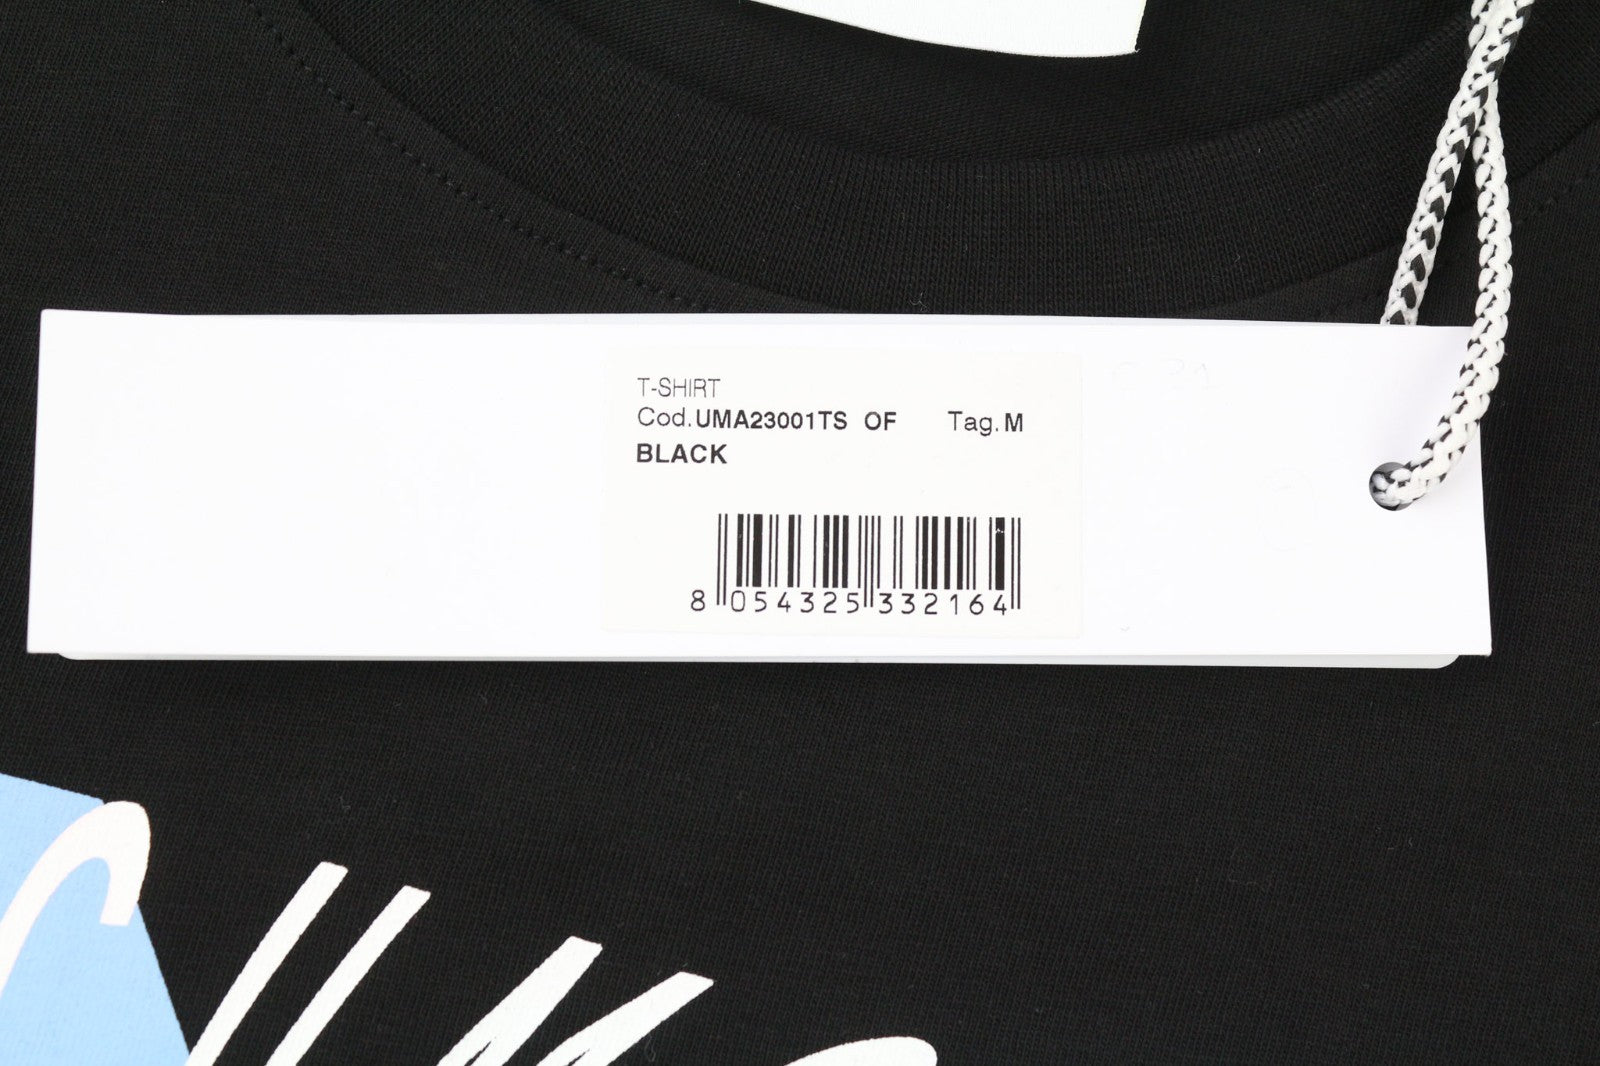 T-SHIRT
Cod.UMA23001TS OF Tag.M
BLACK
8 054325 332164